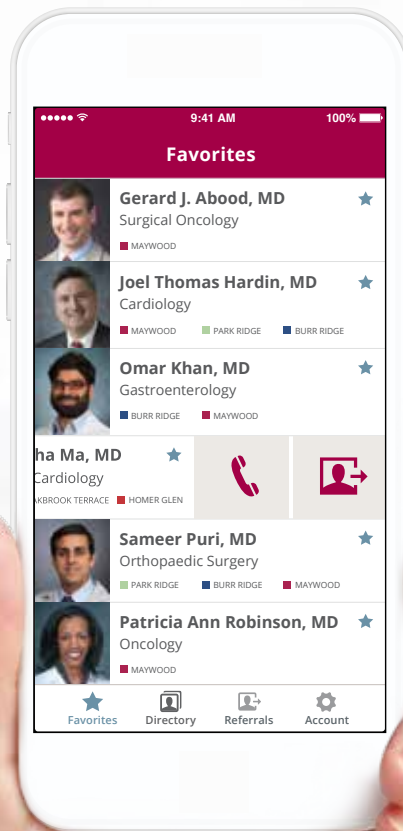 9:41 AM 100%
Favorites
Gerard J. Abood, MD
Surgical Oncology
MAYWOOD
Joel Thomas Hardin, MD
Cardiology
MAYWOOD PARK RIDGE BURR RIDGE
Omar Khan, MD
Gastroenterology
BURR RIDGE MAYWOOD
ha Ma, MD
Cardiology
AKBROOK TERRACE HOMER GLEN
Sameer Puri, MD
Orthopaedic Surgery
PARK RIDGE BURR RIDGE MAYWOOD
Patricia Ann Robinson, MD
Oncology
MAYWOOD
Favorites Directory Referrals Account